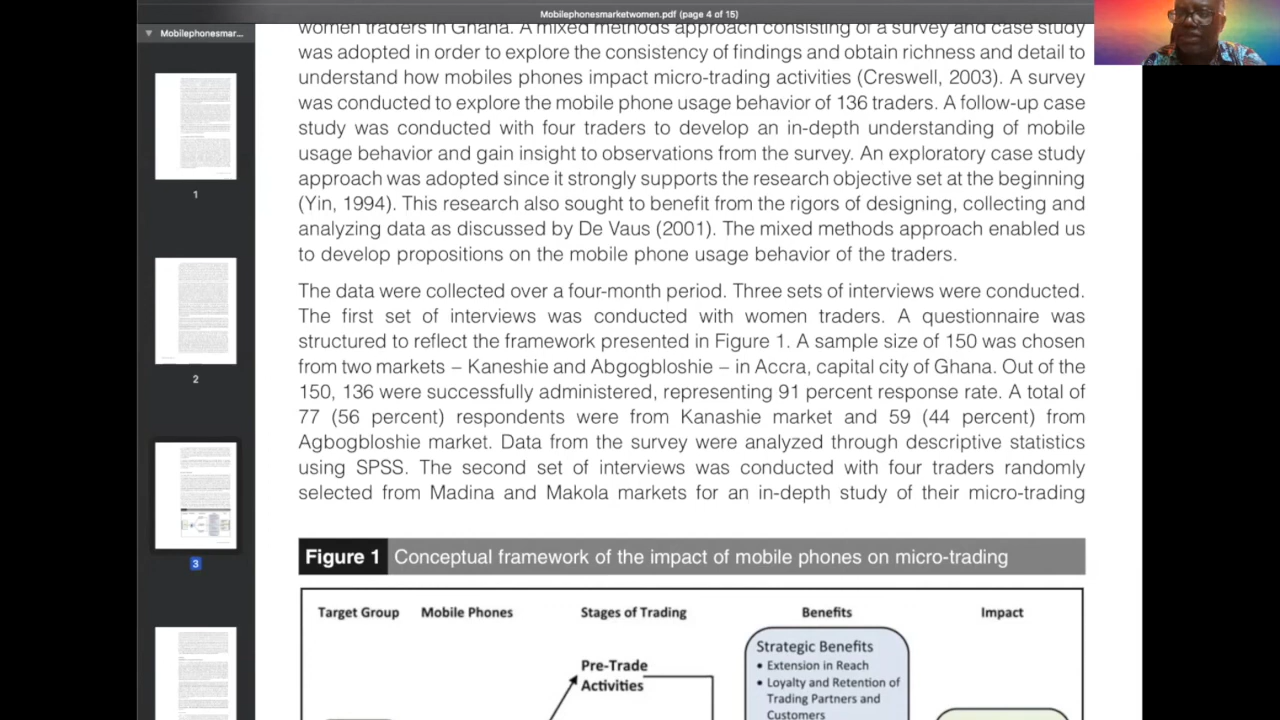 Mobilephonesmarketwomen.pdf (page 4 of 15)
Mobilephonesmar...
1
2
3
women traders in Ghana. A mixed methods approach consisting of a survey and case study
was adopted in order to explore the consistency of findings and obtain richness and detail to
understand how mobiles phones impact micro-trading activities (Creswell, 2003). A survey
was conducted to explore the mobile phone usage behavior of 136 traders. A follow-up case
study was conducted with four traders to develop an in-depth understanding of mobile
usage behavior and gain insight to observations from the survey. An exploratory case study
approach was adopted since it strongly supports the research objective set at the beginning
(Yin, 1994). This research also sought to benefit from the rigors of designing, collecting and
analyzing data as discussed by De Vaus (2001). The mixed methods approach enabled us
to develop propositions on the mobile phone usage behavior of the traders.
The data were collected over a four-month period. Three sets of interviews were conducted.
The first set of interviews was conducted with women traders. A questionnaire was
structured to reflect the framework presented in Figure 1. A sample size of 150 was chosen
from two markets – Kaneshie and Abgogbloshie – in Accra, capital city of Ghana. Out of the
150, 136 were successfully administered, representing 91 percent response rate. A total of
77 (56 percent) respondents were from Kanashie market and 59 (44 percent) from
Agbogbloshie market. Data from the survey were analyzed through descriptive statistics
using SPSS. The second set of interviews was conducted with four traders randomly
selected from Madina and Makola markets for an in-depth study of their micro-trading
Figure 1 Conceptual framework of the impact of mobile phones on micro-trading
Target Group Mobile Phones Stages of Trading Benefits Impact
Pre-Trade
Activities
Strategic Benefits
• Extension in Reach
• Loyalty and Retention of
Trading Partners and
Customers